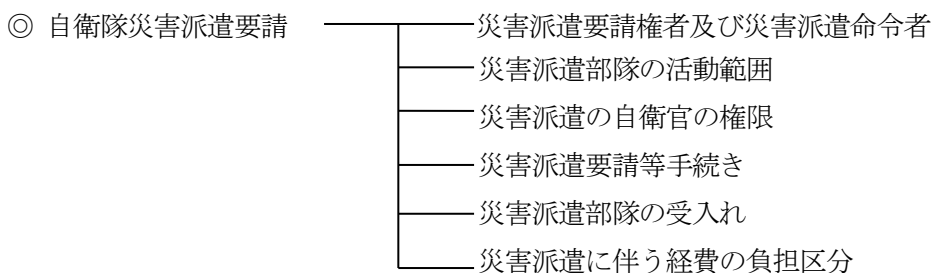 ◎ 自衛隊災害派遣要請 災害派遣要請権者及び災害派遣命令者
災害派遣部隊の活動範囲
災害派遣の自衛官の権限
災害派遣要請等手続き
災害派遣部隊の受入れ
災害派遣に伴う経費の負担区分